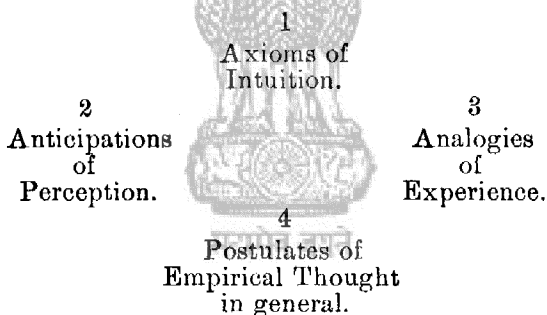 1
Axioms of
Intuition.
2
Anticipations
of
Perception.
3
Analogies
of
Experience.
4
Postulates of
Empirical Thought
in general.